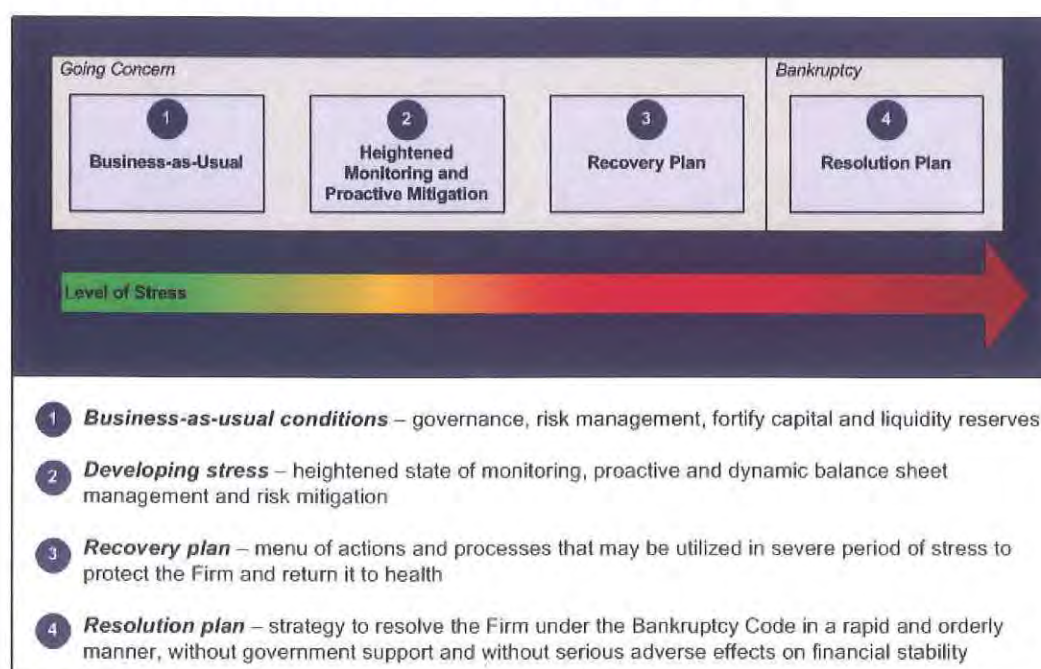 Going Concern
Bankruptcy
1
Business-as-Usual
2
Heightened
Monitoring and
Proactive Mitigation
3
Recovery Plan
4
Resolution Plan
Level of Stress
1 Business-as-usual conditions – governance, risk management, fortify capital and liquidity reserves
2 Developing stress – heightened state of monitoring, proactive and dynamic balance sheet
management and risk mitigation
3 Recovery plan – menu of actions and processes that may be utilized in severe period of stress to
protect the Firm and return it to health
4 Resolution plan – strategy to resolve the Firm under the Bankruptcy Code in a rapid and orderly
manner, without government support and without serious adverse effects on financial stability